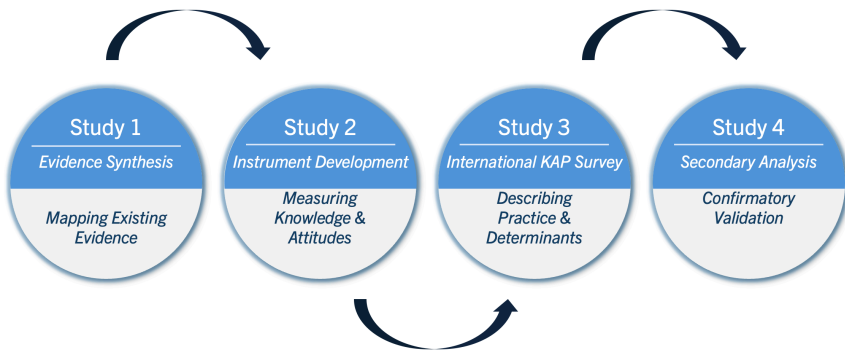 Study 1
Evidence Synthesis
Mapping Existing
Evidence
Study 2
Instrument Development
Measuring
Knowledge &
Attitudes
Study 3
International KAP Survey
Describing
Practice &
Determinants
Study 4
Secondary Analysis
Confirmatory
Validation